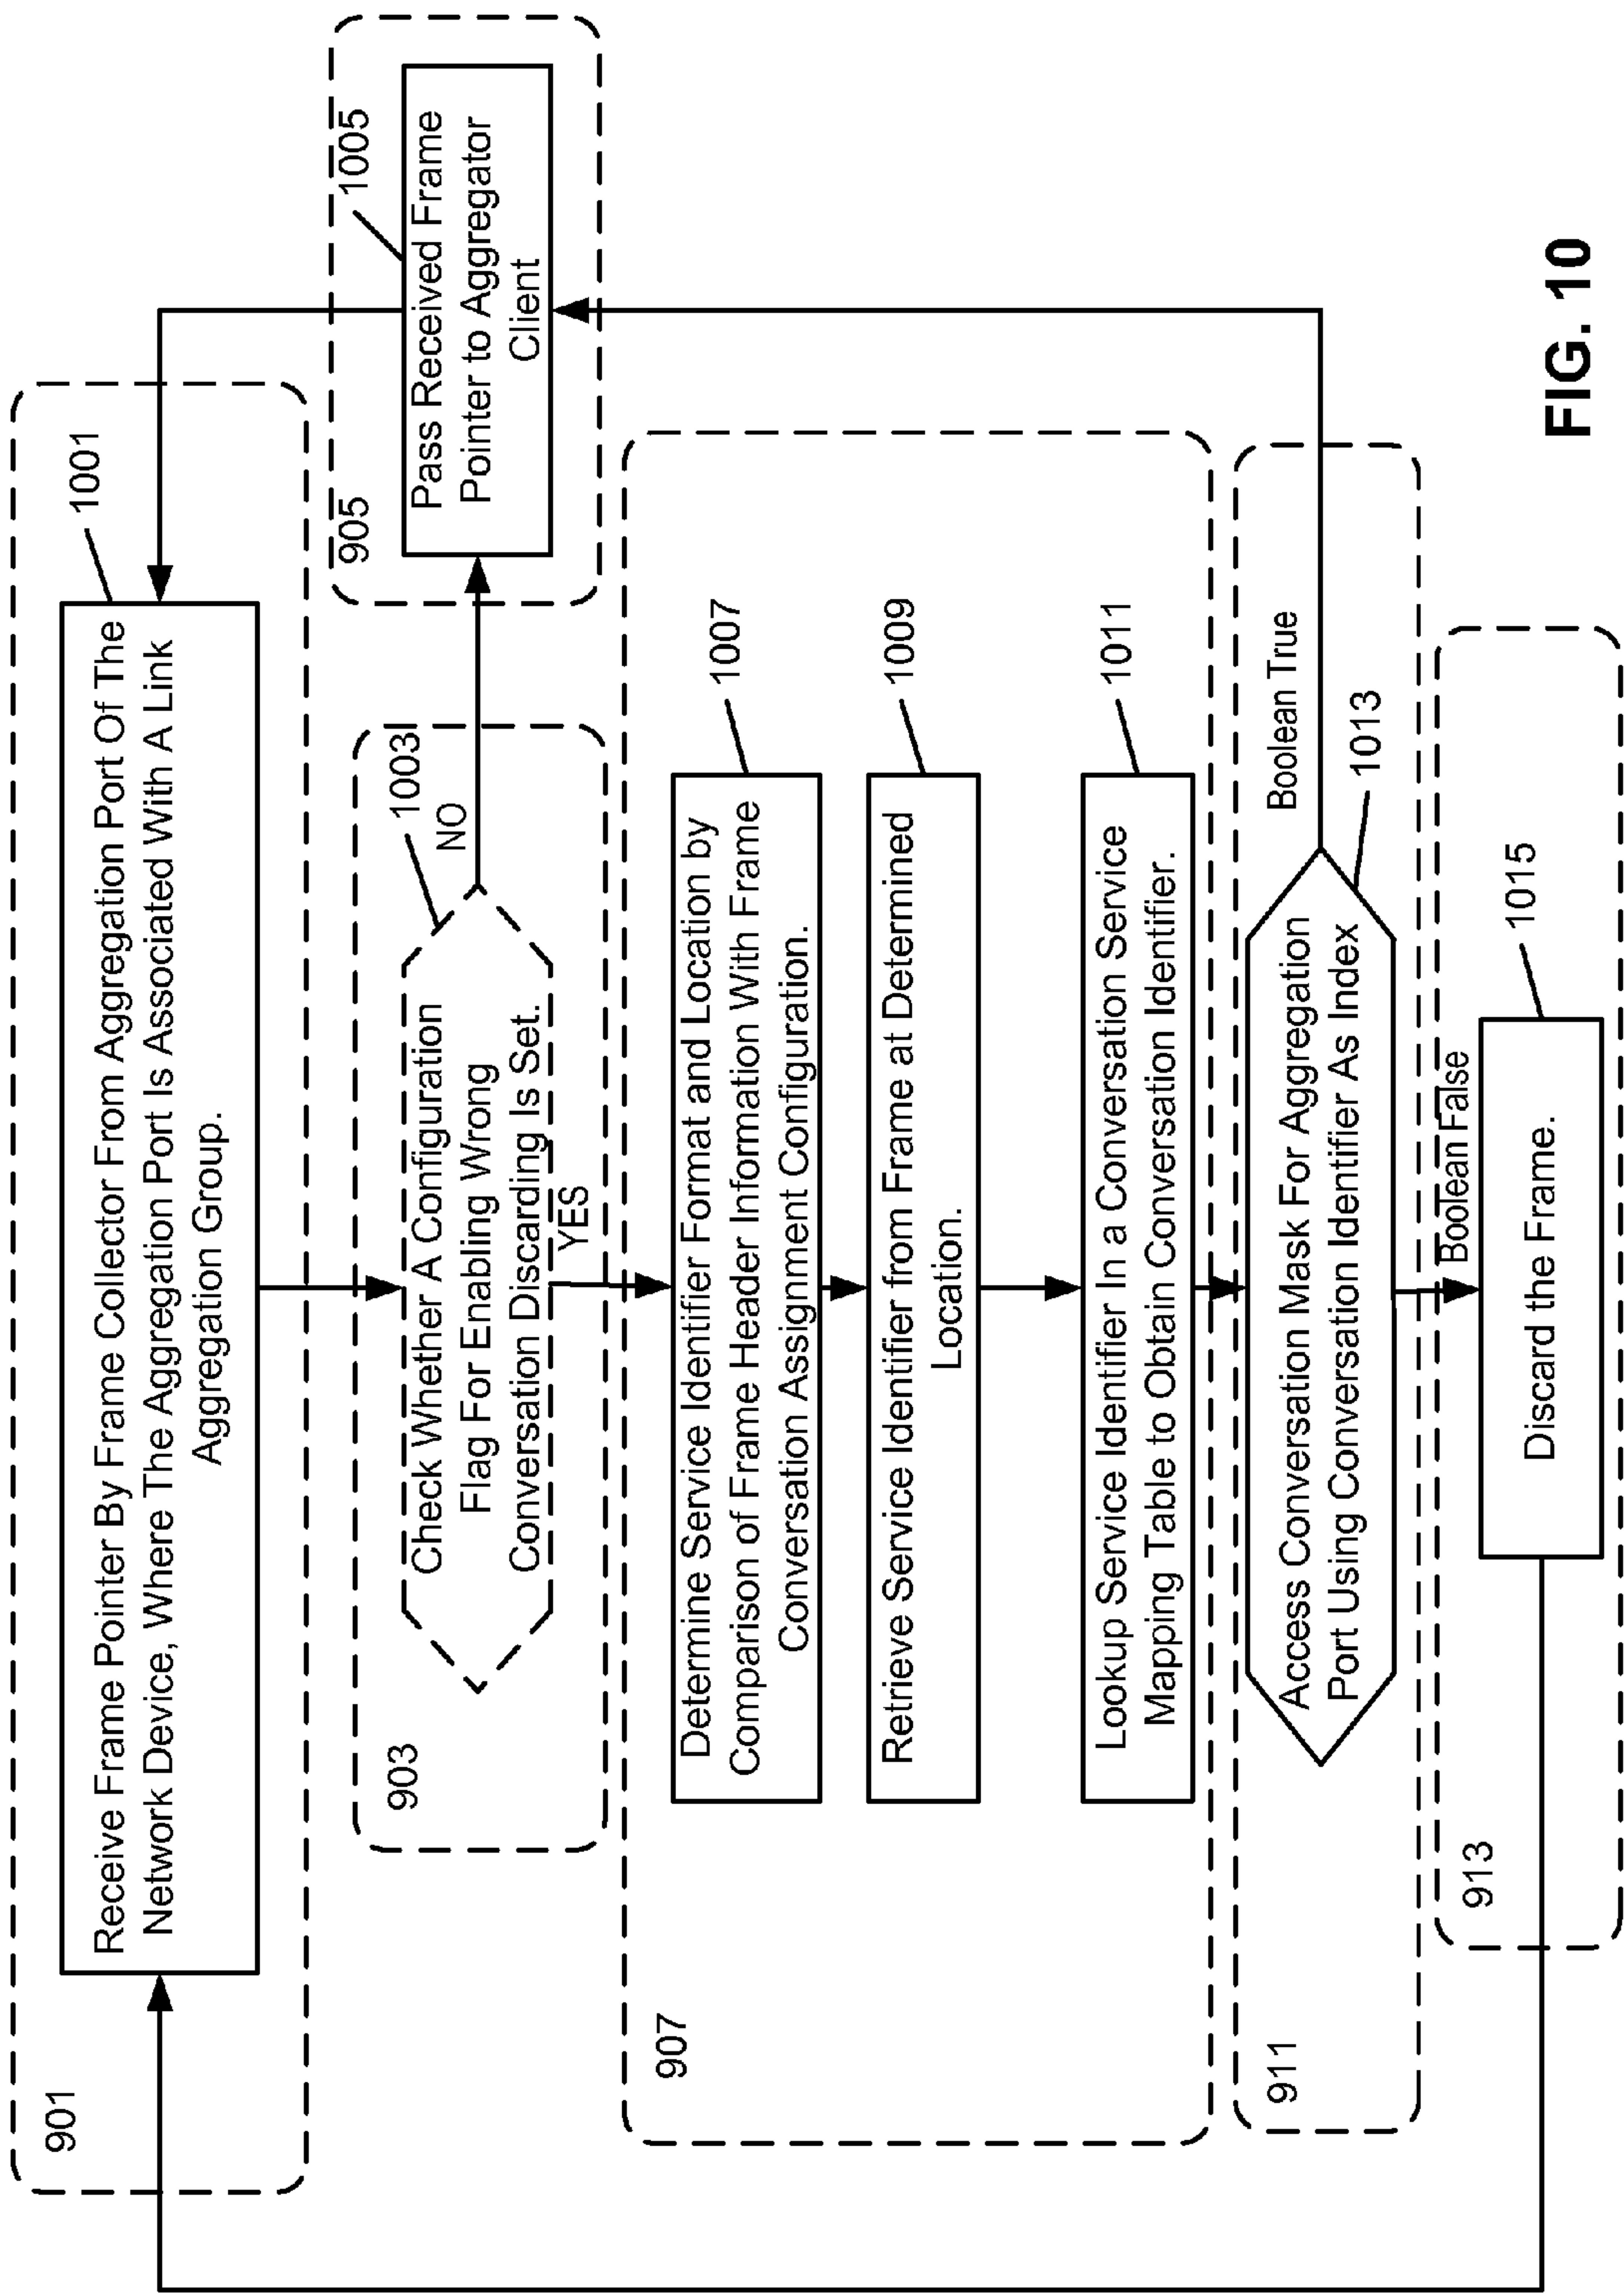 901
1001
Receive Frame Pointer By Frame Collector From Aggregation Port Of The
Network Device, Where The Aggregation Port Is Associated With A Link
Aggregation Group.
903
1003
Check Whether A Configuration
Flag For Enabling Wrong
Conversation Discarding Is Set.
NO
YES
905
1005
Pass Received Frame
Pointer to Aggregator
Client
907
1007
Determine Service Identifier Format and Location by
Comparison of Frame Header Information With Frame
Conversation Assignment Configuration.
1009
Retrieve Service Identifier from Frame at Determined
Location.
1011
Lookup Service Identifier In a Conversation Service
Mapping Table to Obtain Conversation Identifier.
911
Boolean True
1013
Access Conversation Mask For Aggregation
Port Using Conversation Identifier As Index
Boolean False
913
1015
Discard the Frame.
FIG. 10